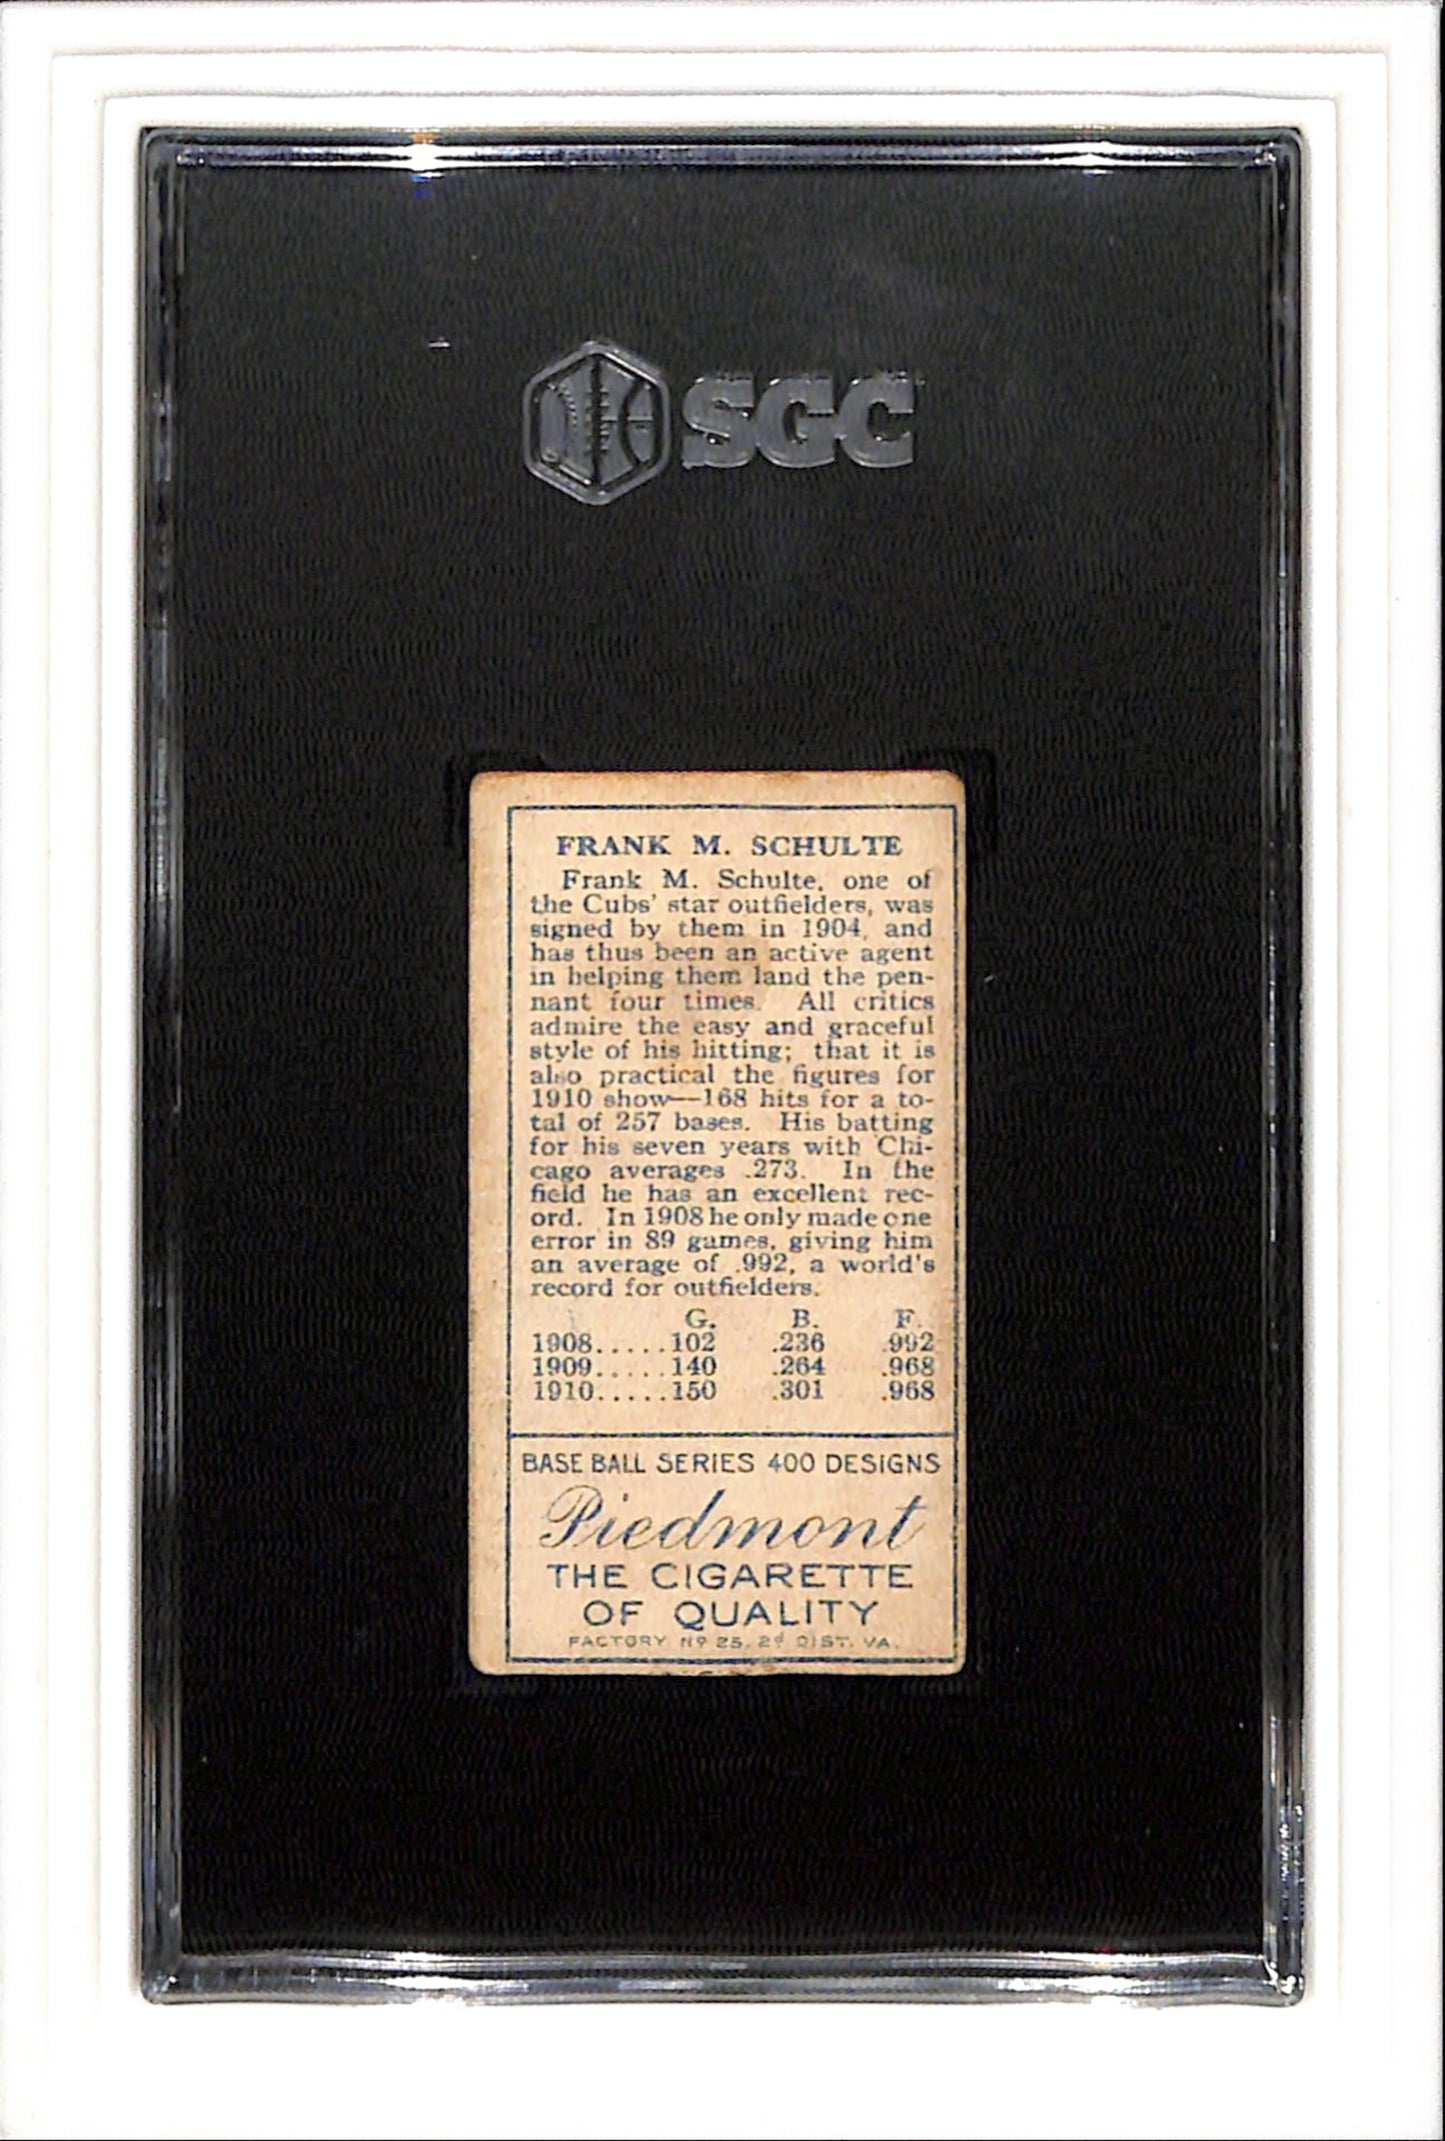 SGC
FRANK M. SCHULTE
Frank M. Schulte, one of
the Cubs' star outfielders, was
signed by them in 1904, and
has thus been an active agent
in helping them land the pen-
nant four times. All critics
admire the easy and graceful
style of his hitting; that it is
also practical the figures for
1910 show—168 hits for a to-
tal of 257 bases. His batting
for his seven years with Chi-
cago averages .273. In the
field he has an excellent rec-
ord. In 1908 he only made one
error in 89 games, giving him
an average of .992, a world's
record for outfielders.
G. B. F.
1908.....102 .236 .992
1909.....140 .264 .968
1910.....150 .301 .968
BASE BALL SERIES 400 DESIGNS
Piedmont
THE CIGARETTE
OF QUALITY
FACTORY Nº 25, 2d DIST. VA.